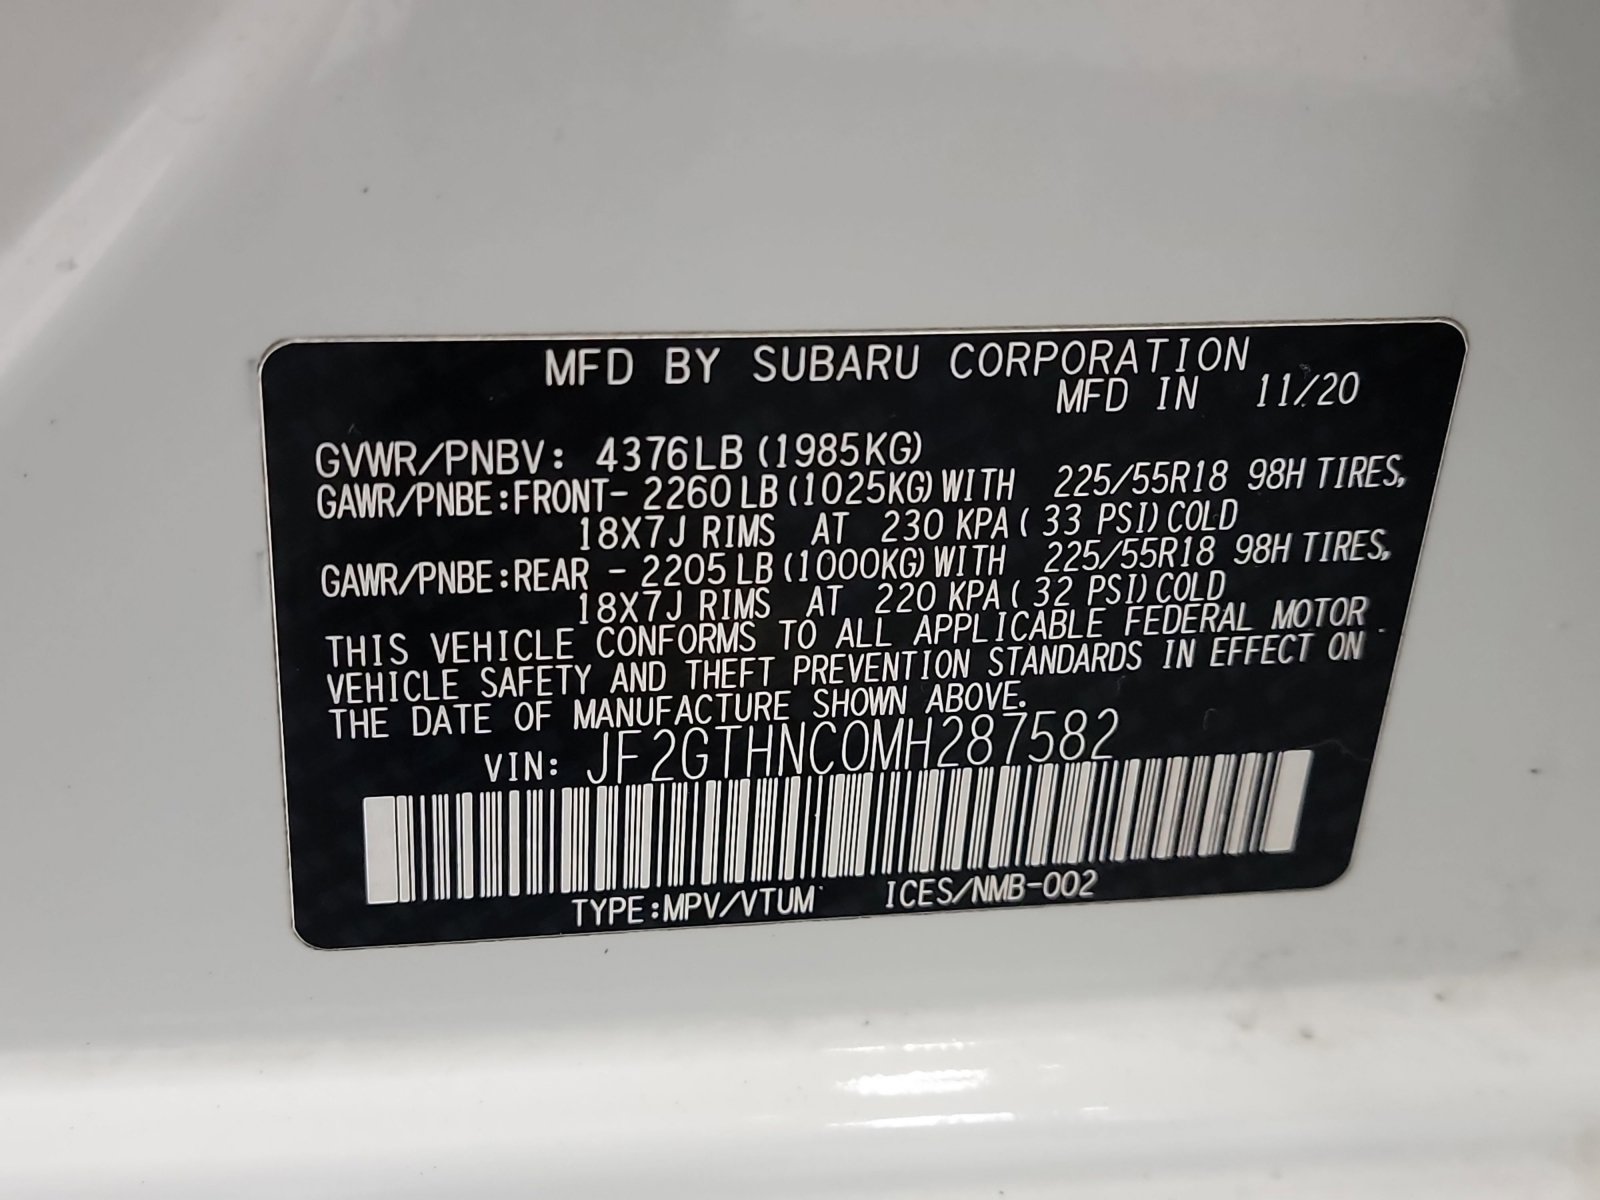 MFD BY SUBARU CORPORATION
MFD IN 11/20
GVWR/PNBV: 4376LB (1985KG)
GAWR/PNBE:FRONT- 2260 LB (1025KG) WITH 225/55R18 98H TIRES,
18X7J RIMS AT 230 KPA ( 33 PSI) COLD
GAWR/PNBE:REAR - 2205 LB (1000KG) WITH 225/55R18 98H TIRES,
18X7J RIMS AT 220 KPA ( 32 PSI) COLD
THIS VEHICLE CONFORMS TO ALL APPLICABLE FEDERAL MOTOR
VEHICLE SAFETY AND THEFT PREVENTION STANDARDS IN EFFECT ON
THE DATE OF MANUFACTURE SHOWN ABOVE.
VIN: JF2GTHNC0MH287582
TYPE:MPV/VTUM ICES/NMB-002